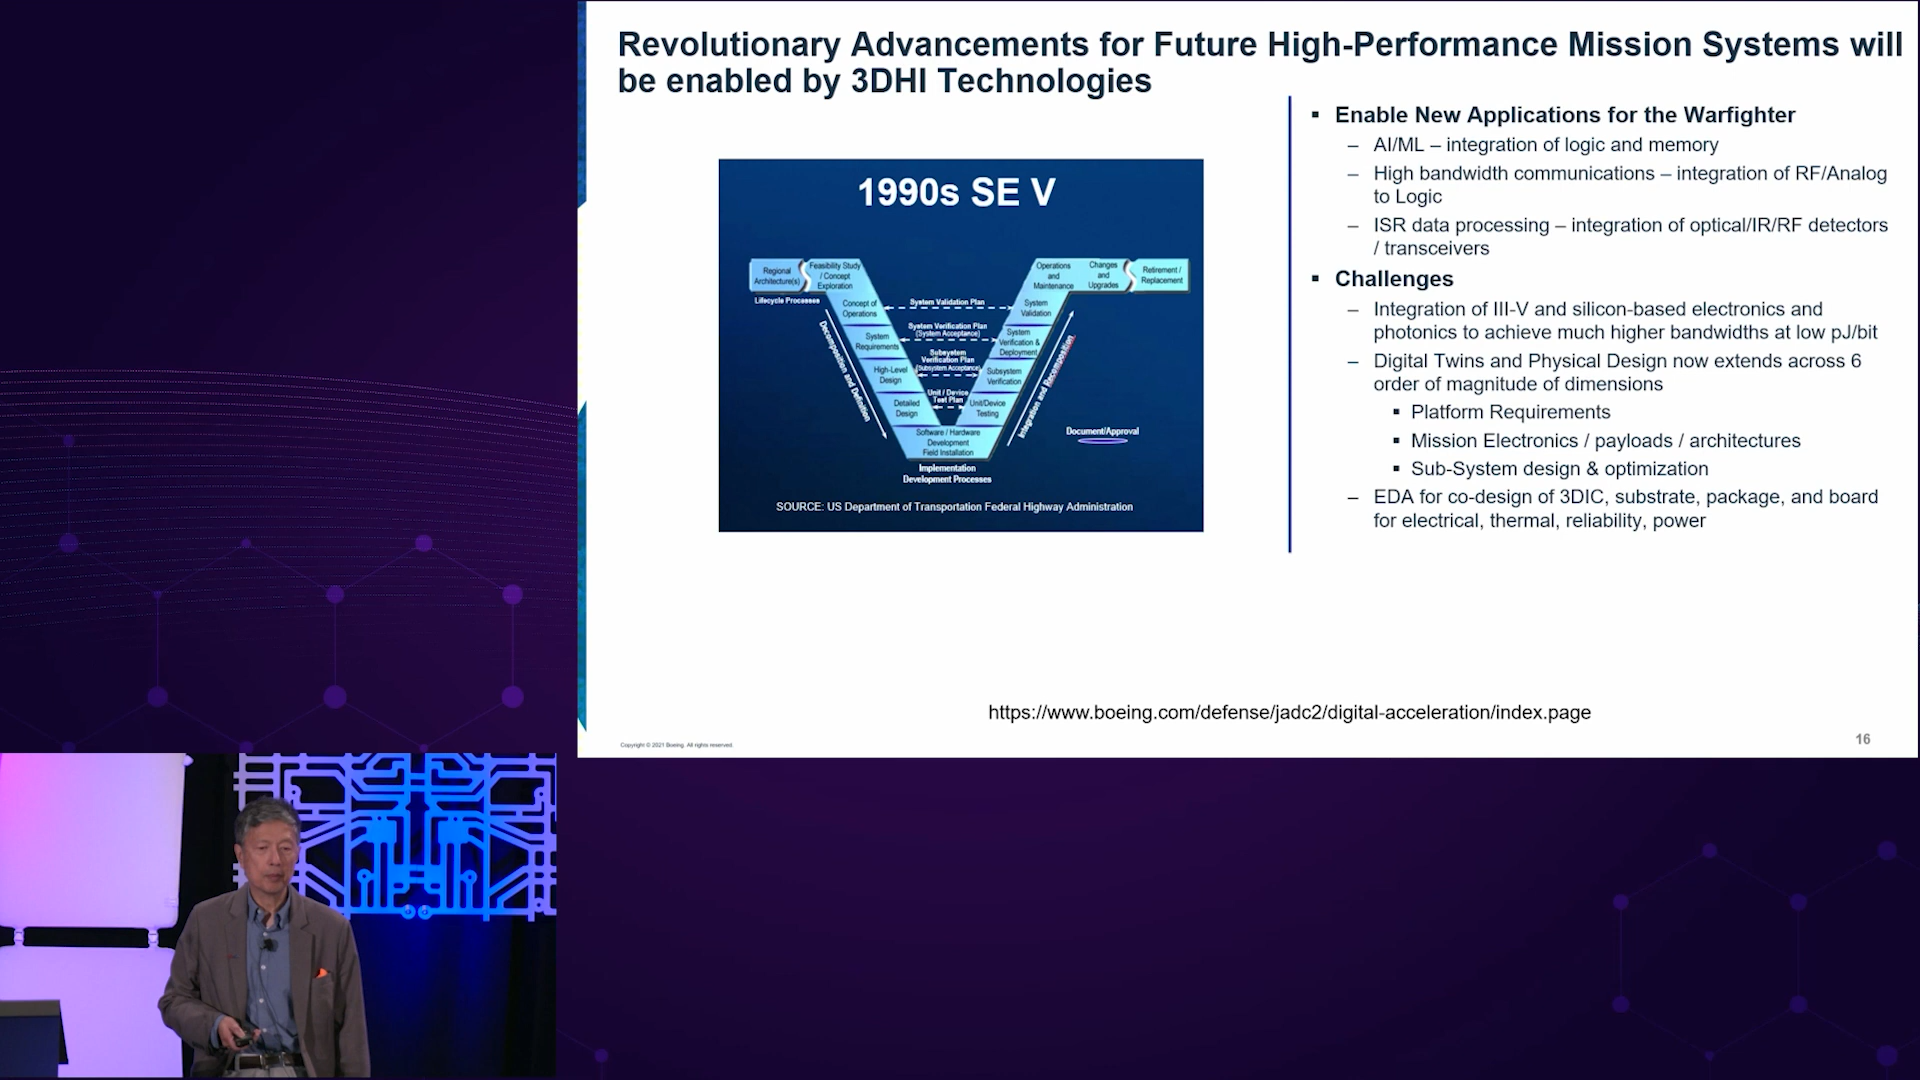 Revolutionary Advancements for Future High-Performance Mission Systems will
be enabled by 3DHI Technologies
1990s SE V
Regional
Architecture(s)
Feasibility Study
/ Concept
Exploration
Operations
and
Maintenance
Changes
and
Upgrades
Retirement /
Replacement
Lifecycle Processes
Concept of
Operations
System Validation Plan
System
Validation
System
Requirements
System Verification Plan
(System Acceptance)
System
Verification &
Deployment
High-Level
Design
Subsystem
Verification Plan
(Subsystem Acceptance)
Subsystem
Verification
Detailed
Design
Unit / Device
Test Plan
Unit/Device
Testing
Decomposition and Definition
Integration and Recomposition
Software / Hardware
Development
Field Installation
Document/Approval
Implementation
Development Processes
SOURCE: US Department of Transportation Federal Highway Administration
▪ Enable New Applications for the Warfighter
– AI/ML – integration of logic and memory
– High bandwidth communications – integration of RF/Analog
to Logic
– ISR data processing – integration of optical/IR/RF detectors
/ transceivers
▪ Challenges
– Integration of III-V and silicon-based electronics and
photonics to achieve much higher bandwidths at low pJ/bit
– Digital Twins and Physical Design now extends across 6
order of magnitude of dimensions
▪ Platform Requirements
▪ Mission Electronics / payloads / architectures
▪ Sub-System design & optimization
– EDA for co-design of 3DIC, substrate, package, and board
for electrical, thermal, reliability, power
https://www.boeing.com/defense/jadc2/digital-acceleration/index.page
Copyright © 2021 Boeing. All rights reserved.
16